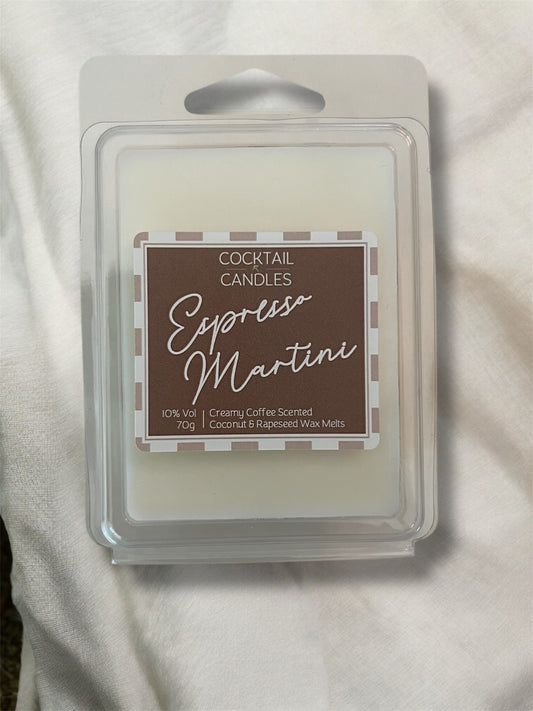 COCKTAIL
CANDLES
Espresso
Martini
10% Vol | Creamy Coffee Scented
70g | Coconut & Rapeseed Wax Melts